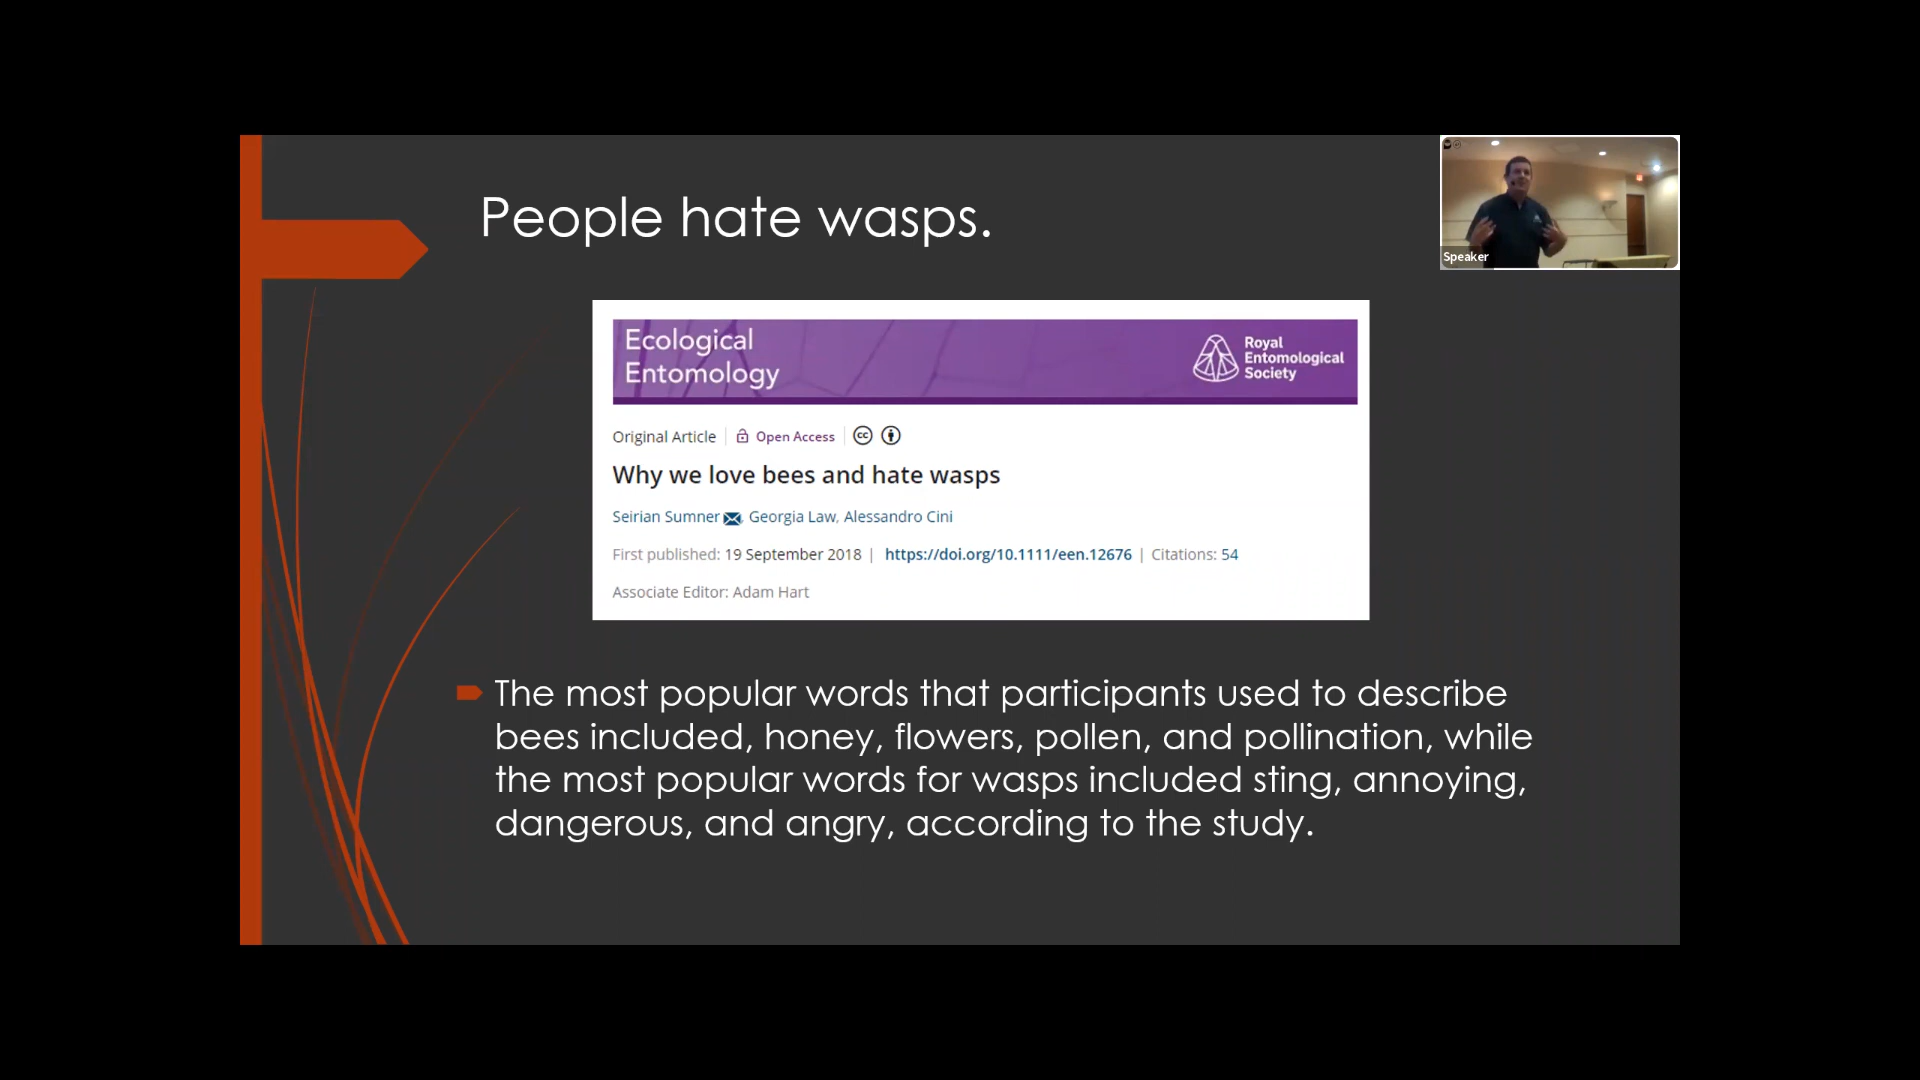 People hate wasps.
Speaker
Ecological
Entomology
Royal
Entomological
Society
Original Article | Open Access | cc
Why we love bees and hate wasps
Seirian Sumner, Georgia Law, Alessandro Cini
First published: 19 September 2018 | https://doi.org/10.1111/een.12676 | Citations: 54
Associate Editor: Adam Hart
The most popular words that participants used to describe
bees included, honey, flowers, pollen, and pollination, while
the most popular words for wasps included sting, annoying,
dangerous, and angry, according to the study.